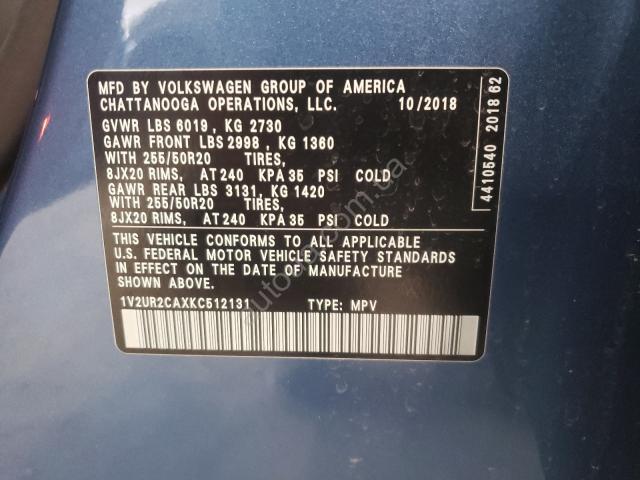 MFD BY VOLKSWAGEN GROUP OF AMERICA
CHATTANOOGA OPERATIONS, LLC. 10/2018
GVWR LBS 6019 , KG 2730
GAWR FRONT LBS 2998 , KG 1360
WITH 255/50R20 TIRES,
8JX20 RIMS, AT 240 KPA 35 PSI COLD
GAWR REAR LBS 3131, KG 1420
WITH 255/50R20 TIRES,
8JX20 RIMS, AT 240 KPA 35 PSI COLD
THIS VEHICLE CONFORMS TO ALL APPLICABLE
U.S. FEDERAL MOTOR VEHICLE SAFETY STANDARDS
IN EFFECT ON THE DATE OF MANUFACTURE
SHOWN ABOVE.
1V2UR2CAXKC512131 TYPE: MPV
4410540 2018 62
autodna.com.ua